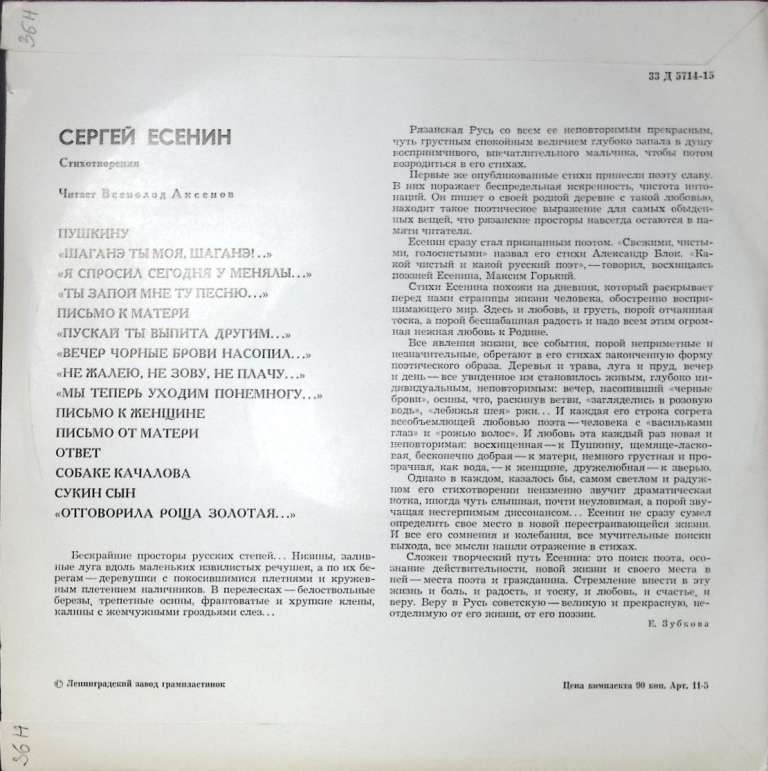 36 Н
33 Д 5714-15
СЕРГЕЙ ЕСЕНИН
Стихотворения
Читает Всеволод Аксенов
ПУШКИНУ
«ШАГАНЭ ТЫ МОЯ, ШАГАНЭ!..»
«Я СПРОСИЛ СЕГОДНЯ У МЕНЯЛЫ...»
«ТЫ ЗАПОЙ МНЕ ТУ ПЕСНЮ...»
ПИСЬМО К МАТЕРИ
«ПУСКАЙ ТЫ ВЫПИТА ДРУГИМ...»
«ВЕЧЕР ЧОРНЫЕ БРОВИ НАСОПИЛ...»
«НЕ ЖАЛЕЮ, НЕ ЗОВУ, НЕ ПЛАЧУ...»
«МЫ ТЕПЕРЬ УХОДИМ ПОНЕМНОГУ...»
ПИСЬМО К ЖЕНЩИНЕ
ПИСЬМО ОТ МАТЕРИ
ОТВЕТ
СОБАКЕ КАЧАЛОВА
СУКИН СЫН
«ОТГОВОРИЛА РОЩА ЗОЛОТАЯ...»
Бескрайние просторы русских степей... Низины, залив-
ные луга вдоль маленьких извилистых речушек, а по их бе-
регам — деревушки с покосившимися плетнями и кружев-
ным плетением наличников. В перелесках — белоствольные
березы, трепетные осины, франтоватые и хрупкие клены,
калины с жемчужными гроздьями слез...
Рязанская Русь со всем ее неповторимым прекрасным,
чуть грустным спокойным величием глубоко запала в душу
восприимчивого, впечатлительного мальчика, чтобы потом
возродиться в его стихах.
Первые же опубликованные стихи принесли поэту славу.
В них поражает беспредельная искренность, чистота инто-
наций. Он пишет о своей родной деревне с такой любовью,
находит такое поэтическое выражение для самых обыден-
ных вещей, что рязанские просторы навсегда остаются в па-
мяти читателя.
Есенин сразу стал признанным поэтом. «Свежими, чисты-
ми, голосистыми» назвал его стихи Александр Блок. «Ка-
кой чистый и какой русский поэт», — говорил, восхищаясь
поэзией Есенина, Максим Горький.
Стихи Есенина похожи на дневник, который раскрывает
перед нами страницы жизни человека, обостренно воспри-
нимающего мир. Здесь и любовь, и грусть, порой отчаянная
тоска, а порой бесшабашная радость и надо всем этим огром-
ная нежная любовь к Родине.
Все явления жизни, все события, порой неприметные и
незначительные, обретают в его стихах законченную форму
поэтического образа. Деревья и трава, луга и пруд, вечер
и день — все увиденное им становилось живым, глубоко ин-
дивидуальным, неповторимым: вечер, насопивший «черные
брови», осины, что, раскинув ветви, «загляделись в розовую
водь», «лебяжья шея» ржи... И каждая его строка согрета
всеобъемлющей любовью поэта — человека с «васильками
глаз» и «рожью волос». И любовь эта каждый раз новая и
неповторимая: восхищенная — к Пушкину, щемяще-ласко-
вая, бесконечно добрая — к матери, немного грустная и про-
зрачная, как вода, — к женщине, дружелюбная — к зверью.
Однако в каждом, казалось бы, самом светлом и радуж-
ном его стихотворении неизменно звучит драматическая
нотка, иногда чуть слышная, почти неуловимая, а порой зву-
чащая нестерпимым диссонансом... Есенин не сразу сумел
определить свое место в новой перестраивающейся жизни.
И все его сомнения и колебания, все мучительные поиски
выхода, все мысли нашли отражение в стихах.
Сложен творческий путь Есенина: это поиск поэта, осо-
знание действительности, новой жизни и своего места в
ней — места поэта и гражданина. Стремление внести в эту
жизнь и боль, и радость, и тоску, и любовь, и счастье, и
веру. Веру в Русь советскую — великую и прекрасную, не-
отделимую от его жизни, от его поэзии.
Е. Зубкова
© Ленинградский завод грампластинок
Цена комплекта 90 коп. Арт. 11-5
36 Н